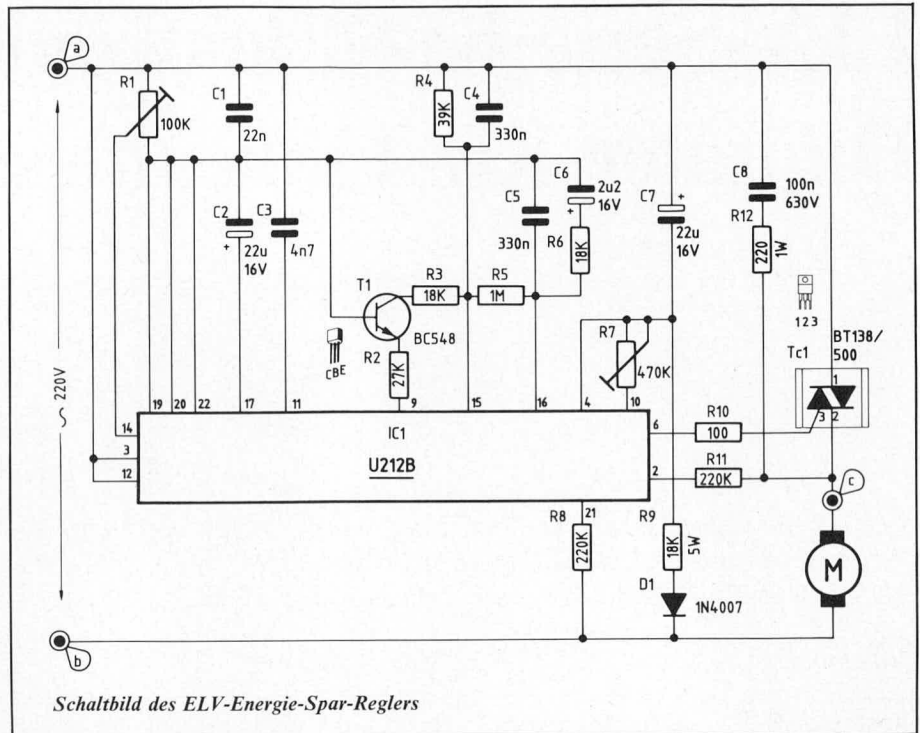 a
R1
100K
C1
22n
R4
39K
C4
330n
C2
22u
16V
C3
4n7
C5
330n
C6
2u2
16V
R6
18K
C7
22u
16V
C8
100n
630V
R12
220
1W
T1
R3
18K
R5
1M
BC548
CBE
R2
27K
R7
470K
123
BT138/
500
Tc1
1
3 2
~ 220V
19 20 22 17 11 9 15 16 4 10
14
3
12
IC1
U212B
6
2
21
R10
100
R11
220K
c
R8
220K
R9
18K
5W
D1
1N4007
M
b
Schaltbild des ELV-Energie-Spar-Reglers